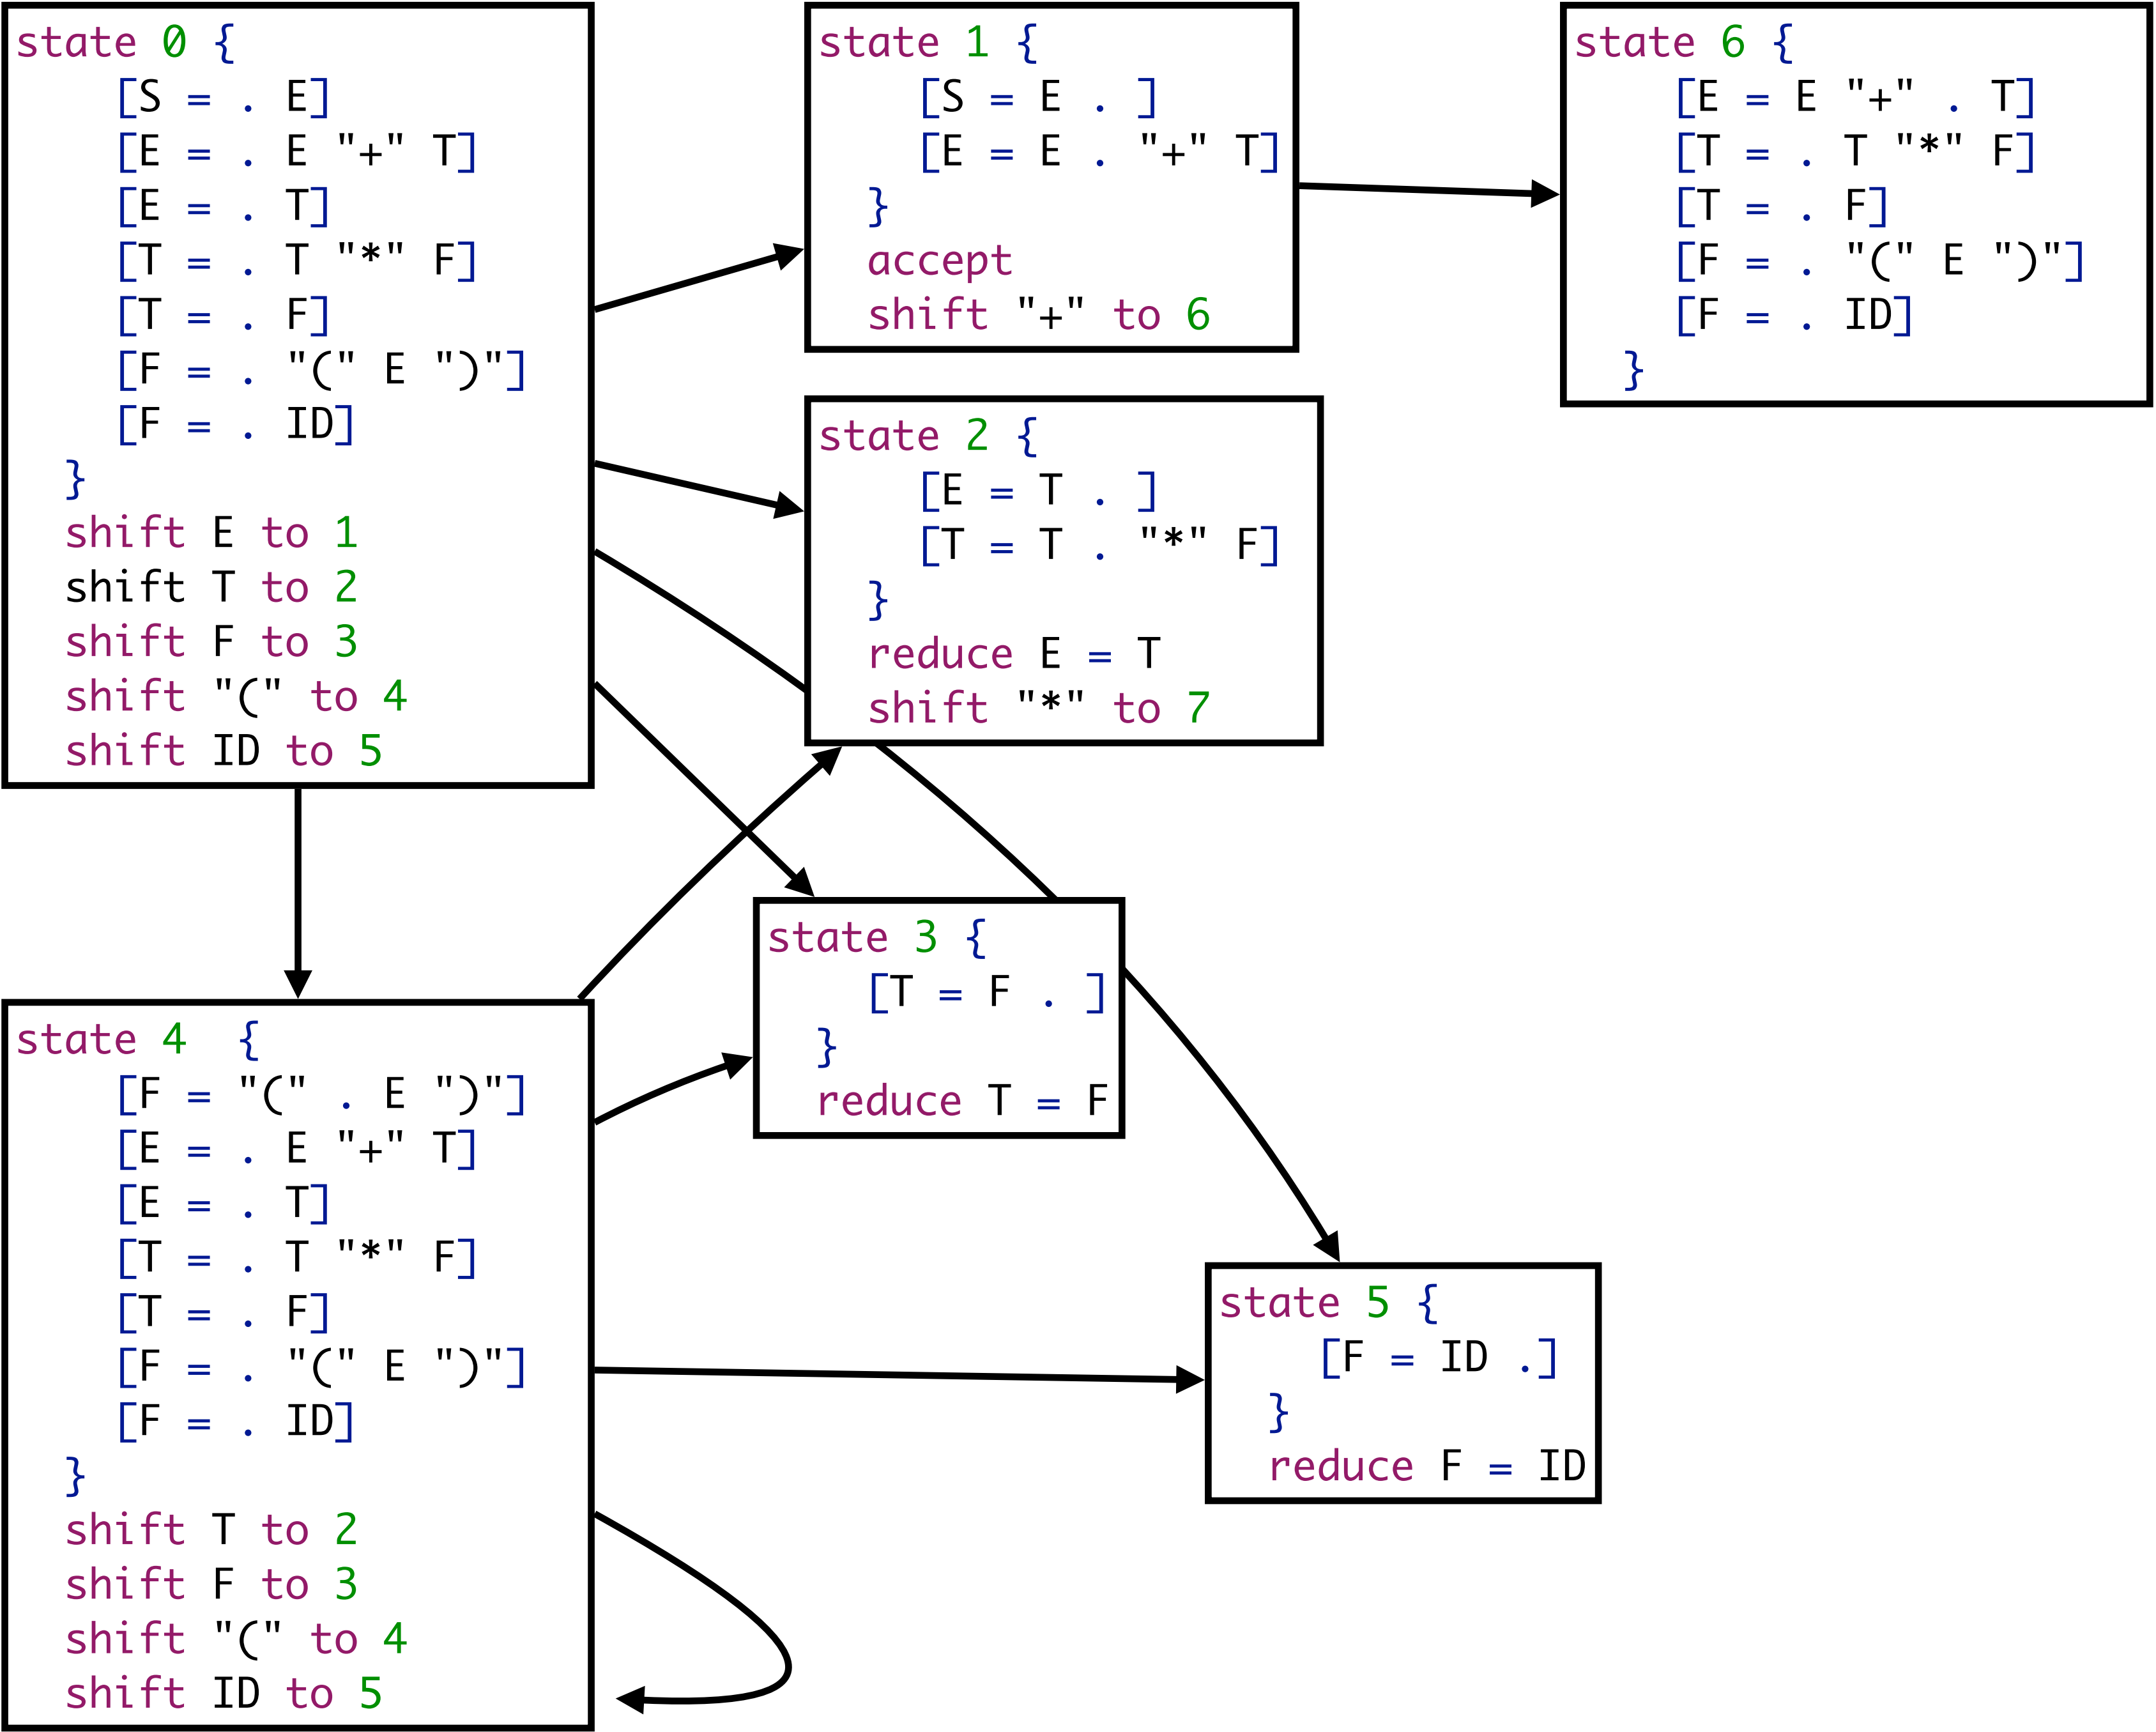 state 0 {
[S = . E]
[E = . E "+" T]
[E = . T]
[T = . T "*" F]
[T = . F]
[F = . "(" E ")"]
[F = . ID]
}
shift E to 1
shift T to 2
shift F to 3
shift "(" to 4
shift ID to 5
state 1 {
[S = E . ]
[E = E . "+" T]
}
accept
shift "+" to 6
state 6 {
[E = E "+" . T]
[T = . T "*" F]
[T = . F]
[F = . "(" E ")"]
[F = . ID]
}
state 2 {
[E = T . ]
[T = T . "*" F]
}
reduce E = T
shift "*" to 7
state 3 {
[T = F . ]
}
reduce T = F
state 4 {
[F = "(" . E ")"]
[E = . E "+" T]
[E = . T]
[T = . T "*" F]
[T = . F]
[F = . "(" E ")"]
[F = . ID]
}
shift T to 2
shift F to 3
shift "(" to 4
shift ID to 5
state 5 {
[F = ID .]
}
reduce F = ID